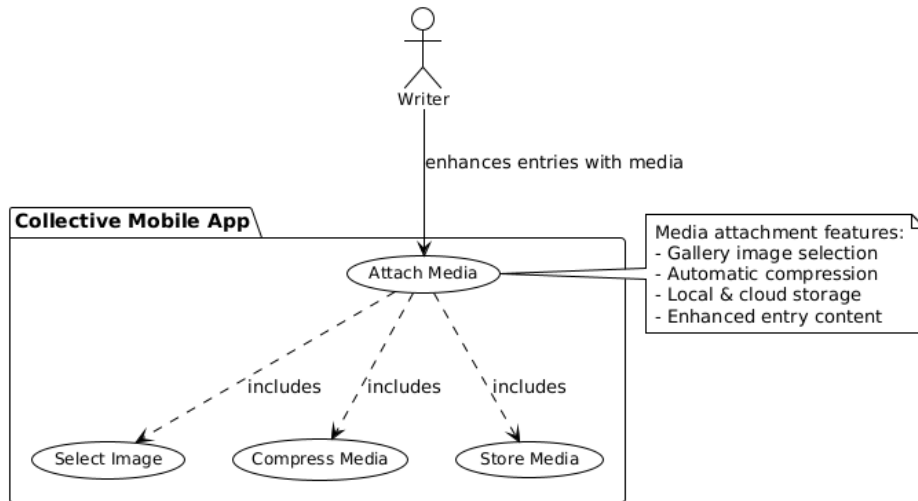 Writer
enhances entries with media
Collective Mobile App
Media attachment features:
- Gallery image selection
- Automatic compression
- Local & cloud storage
- Enhanced entry content
Attach Media
includes
includes
includes
Select Image
Compress Media
Store Media